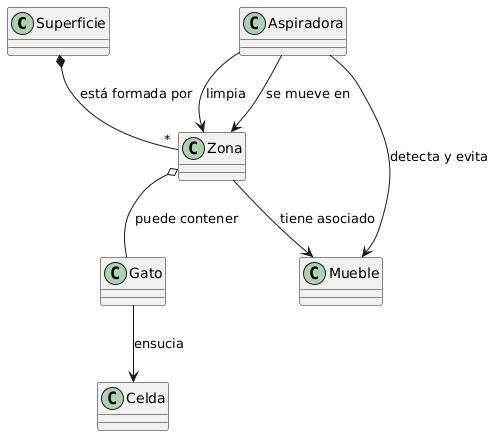 C Superficie
C Aspiradora
está formada por
limpia
se mueve en
*
C Zona
detecta y evita
puede contener
tiene asociado
C Gato
C Mueble
ensucia
C Celda